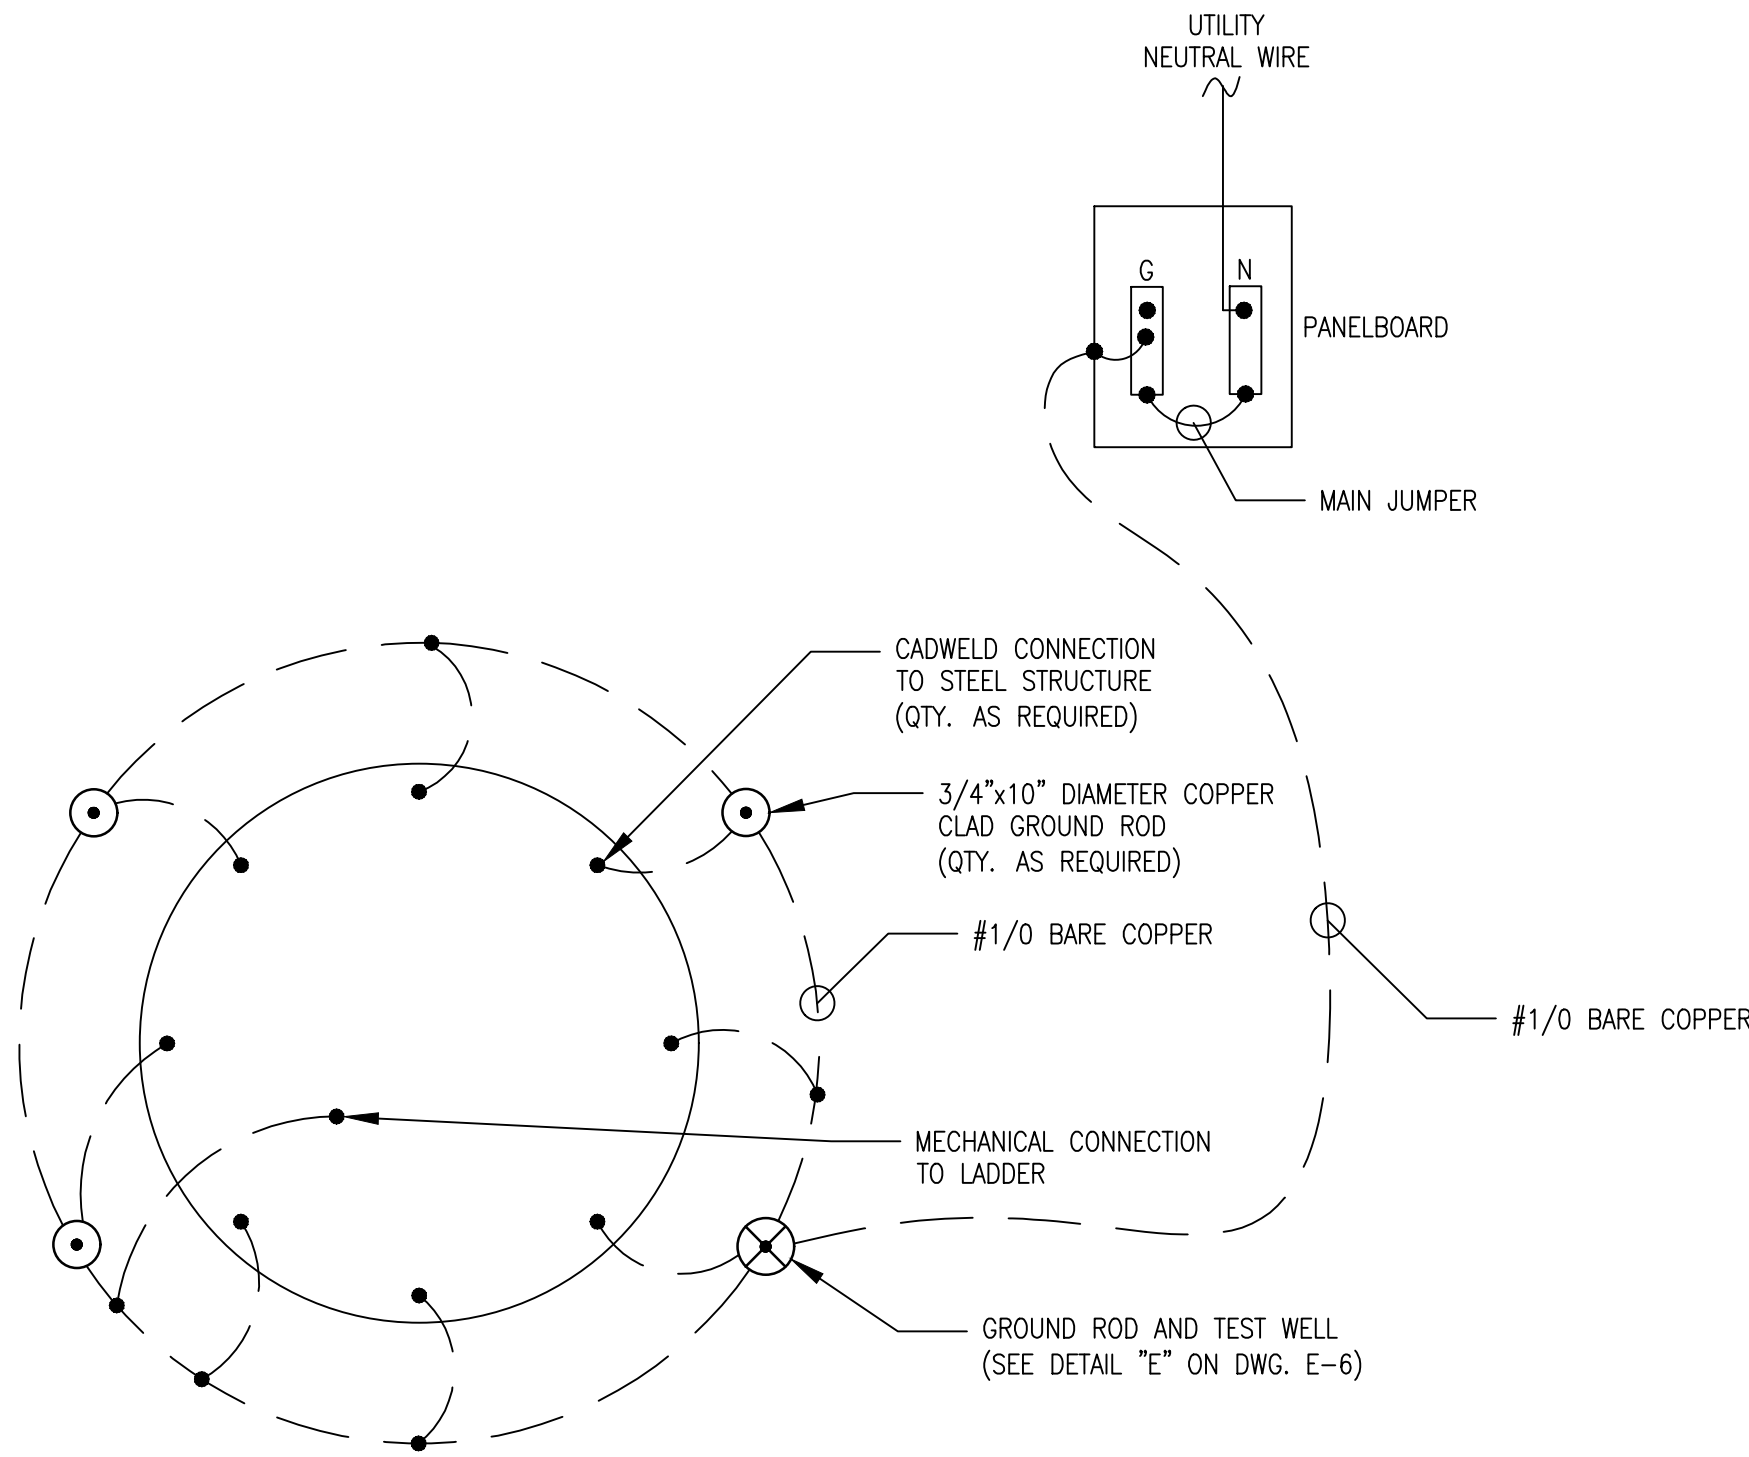 UTILITY
NEUTRAL WIRE
G
N
PANELBOARD
MAIN JUMPER
CADWELD CONNECTION
TO STEEL STRUCTURE
(QTY. AS REQUIRED)
3/4”x10” DIAMETER COPPER
CLAD GROUND ROD
(QTY. AS REQUIRED)
#1/0 BARE COPPER
#1/0 BARE COPPER
MECHANICAL CONNECTION
TO LADDER
GROUND ROD AND TEST WELL
(SEE DETAIL ”E” ON DWG. E-6)